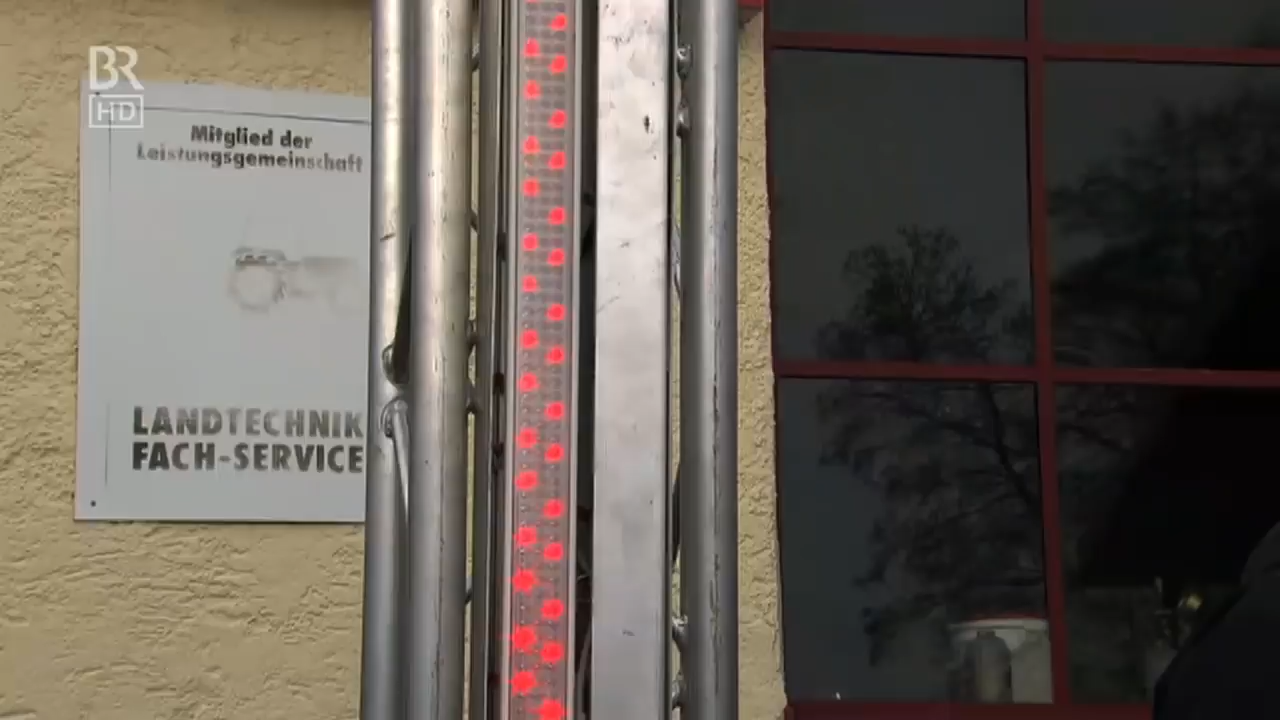 BR
HD
Mitglied der
Leistungsgemeinschaft
LANDTECHNIK
FACH-SERVICE